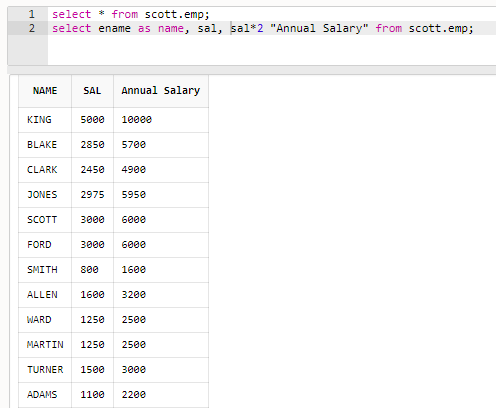 1 select * from scott.emp;
2 select ename as name, sal, sal*2 "Annual Salary" from scott.emp;
NAME SAL Annual Salary
KING 5000 10000
BLAKE 2850 5700
CLARK 2450 4900
JONES 2975 5950
SCOTT 3000 6000
FORD 3000 6000
SMITH 800 1600
ALLEN 1600 3200
WARD 1250 2500
MARTIN 1250 2500
TURNER 1500 3000
ADAMS 1100 2200